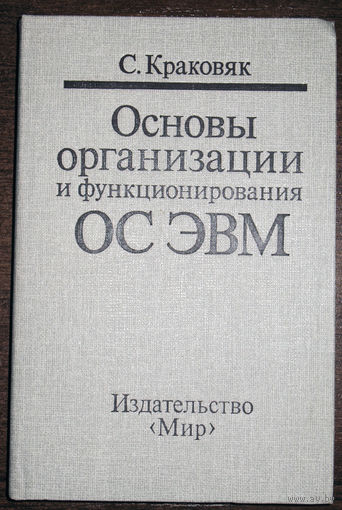 С. Краковяк
Основы
организации
и функционирования
ОС ЭВМ
Издательство
‹Мир›